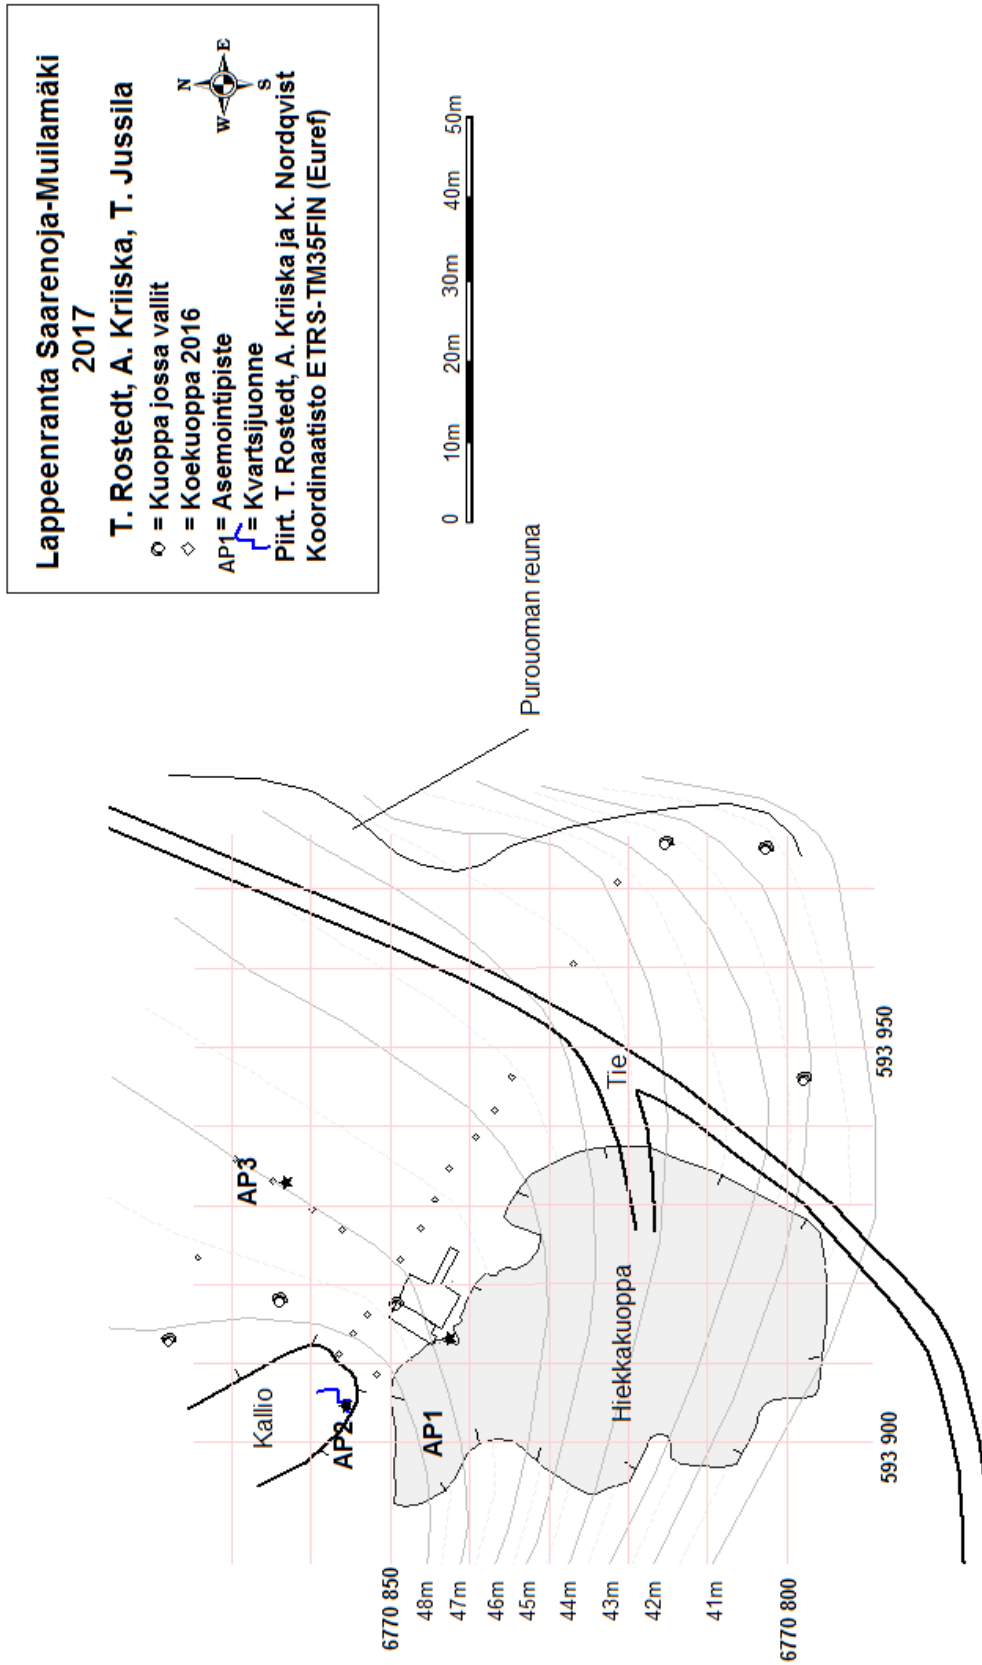 Lappeenranta Saarenoja-Muilamäki
2017
T. Rostedt, A. Kriiska, T. Jussila
= Kuoppa jossa vallit
= Koekuoppa 2016
AP1 = Asemointipiste
= Kvartsijuonne
Piirt. T. Rostedt, A. Kriiska ja K. Nordqvist
Koordinaatisto ETRS-TM35FIN (Euref)
N
W
E
S
0
10m
20m
30m
40m
50m
Purouoman reuna
AP3
Kallio
AP2
AP1
Tie
Hiekkakuoppa
6770 850
48m
47m
46m
45m
44m
43m
42m
41m
6770 800
593 900
593 950